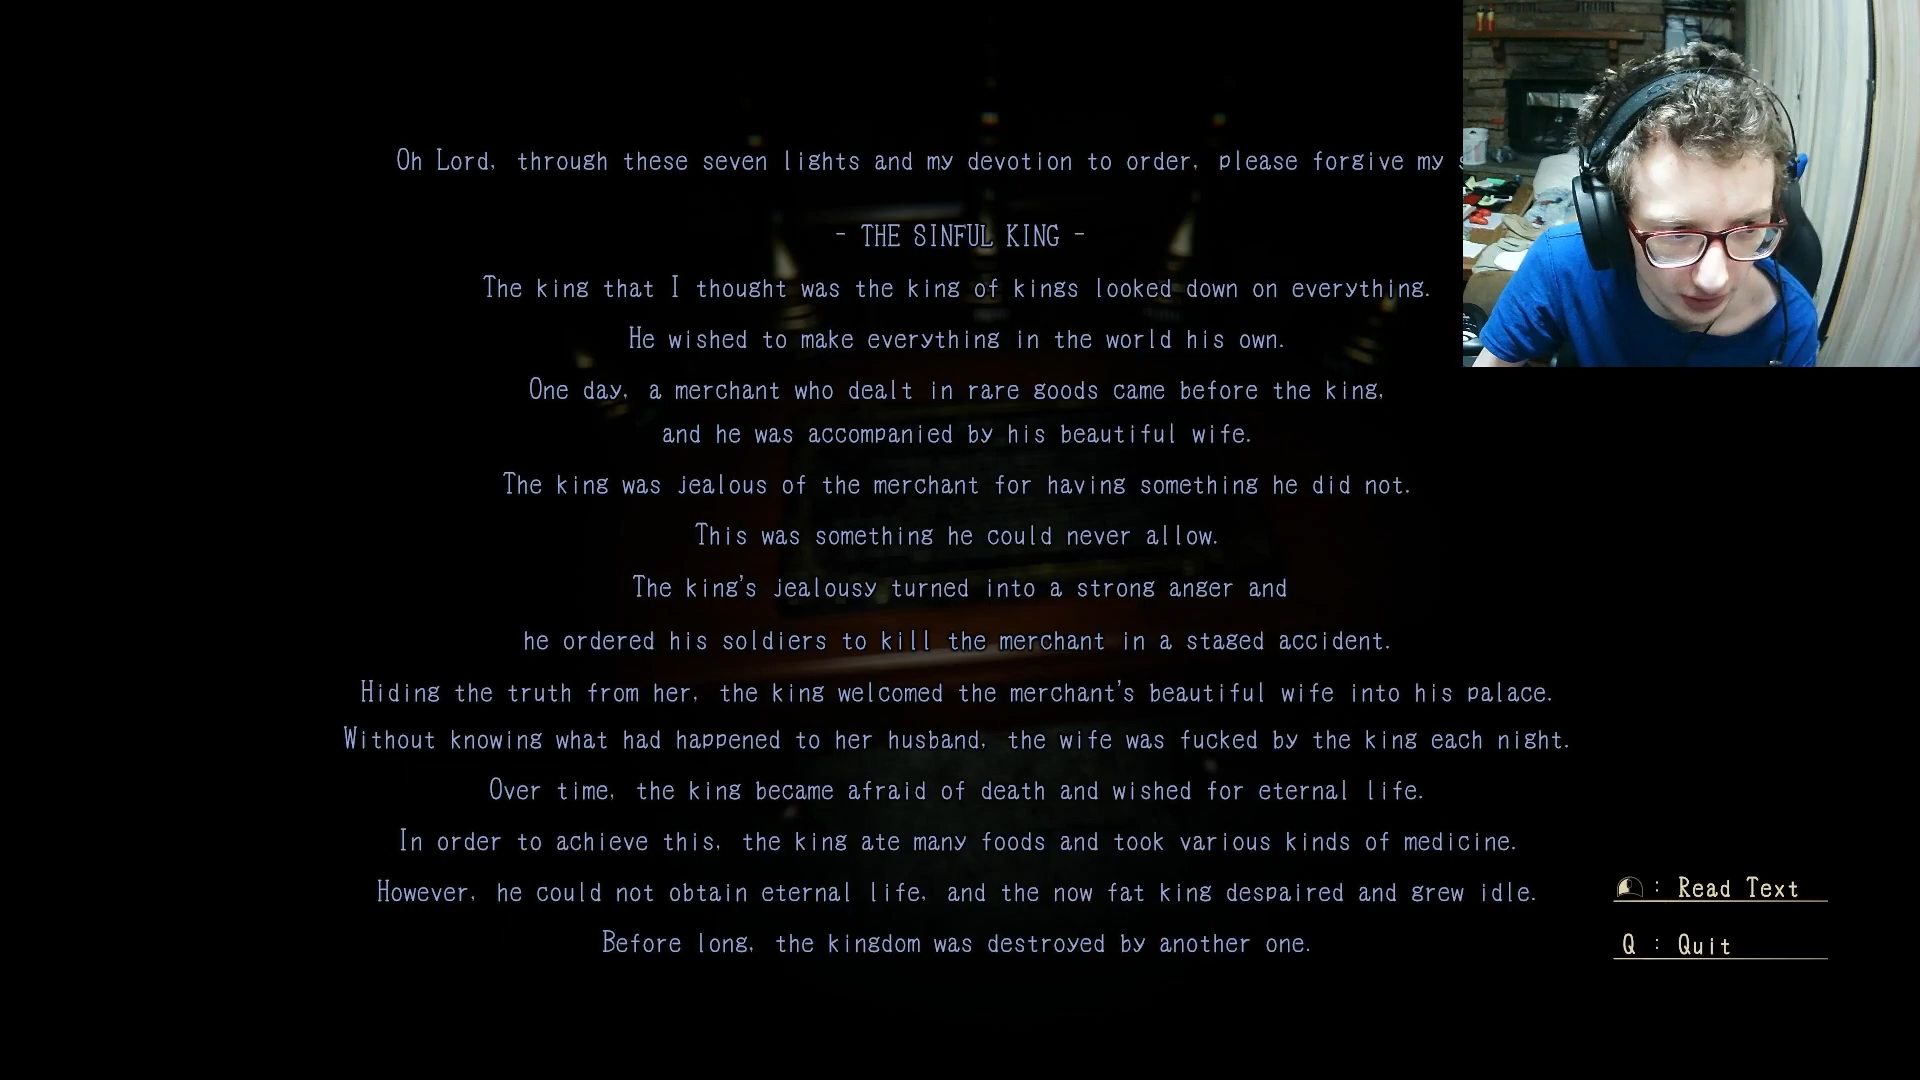 Oh Lord, through these seven lights and my devotion to order, please forgive my
- THE SINFUL KING -
The king that I thought was the king of kings looked down on everything.
He wished to make everything in the world his own.
One day, a merchant who dealt in rare goods came before the king,
and he was accompanied by his beautiful wife.
The king was jealous of the merchant for having something he did not.
This was something he could never allow.
The king's jealousy turned into a strong anger and
he ordered his soldiers to kill the merchant in a staged accident.
Hiding the truth from her, the king welcomed the merchant's beautiful wife into his palace.
Without knowing what had happened to her husband, the wife was fucked by the king each night.
Over time, the king became afraid of death and wished for eternal life.
In order to achieve this, the king ate many foods and took various kinds of medicine.
However, he could not obtain eternal life, and the now fat king despaired and grew idle.
Before long, the kingdom was destroyed by another one.
: Read Text
Q : Quit